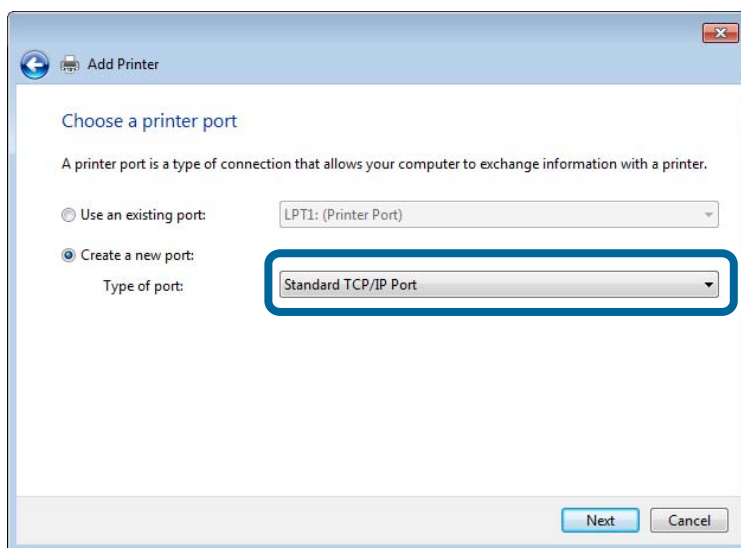 Add Printer
Choose a printer port
A printer port is a type of connection that allows your computer to exchange information with a printer.
Use an existing port: LPT1: (Printer Port)
Create a new port:
Type of port: Standard TCP/IP Port
Next Cancel